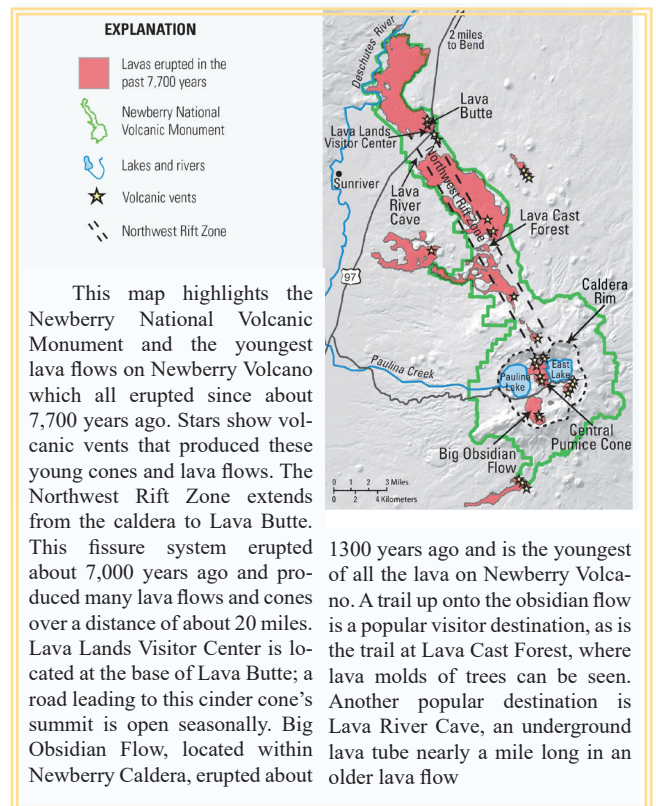 EXPLANATION
Lavas erupted in the
past 7,700 years
Newberry National
Volcanic Monument
Lakes and rivers
Volcanic vents
Northwest Rift Zone
Deschutes River
2 miles
to Bend
Lava
Butte
Lava Lands
Visitor Center
Sunriver
Lava
River
Cave
Northwest Rift Zone
Lava Cast
Forest
97
Caldera
Rim
Paulina Creek
Paulina
Lake
East
Lake
Central
Pumice Cone
Big Obsidian
Flow
0 1 2 3 Miles
0 2 4 Kilometers
This map highlights the
Newberry National Volcanic
Monument and the youngest
lava flows on Newberry Volcano
which all erupted since about
7,700 years ago. Stars show vol-
canic vents that produced these
young cones and lava flows. The
Northwest Rift Zone extends
from the caldera to Lava Butte.
This fissure system erupted
about 7,000 years ago and pro-
duced many lava flows and cones
over a distance of about 20 miles.
Lava Lands Visitor Center is lo-
cated at the base of Lava Butte; a
road leading to this cinder cone's
summit is open seasonally. Big
Obsidian Flow, located within
Newberry Caldera, erupted about
1300 years ago and is the youngest
of all the lava on Newberry Volca-
no. A trail up onto the obsidian flow
is a popular visitor destination, as is
the trail at Lava Cast Forest, where
lava molds of trees can be seen.
Another popular destination is
Lava River Cave, an underground
lava tube nearly a mile long in an
older lava flow